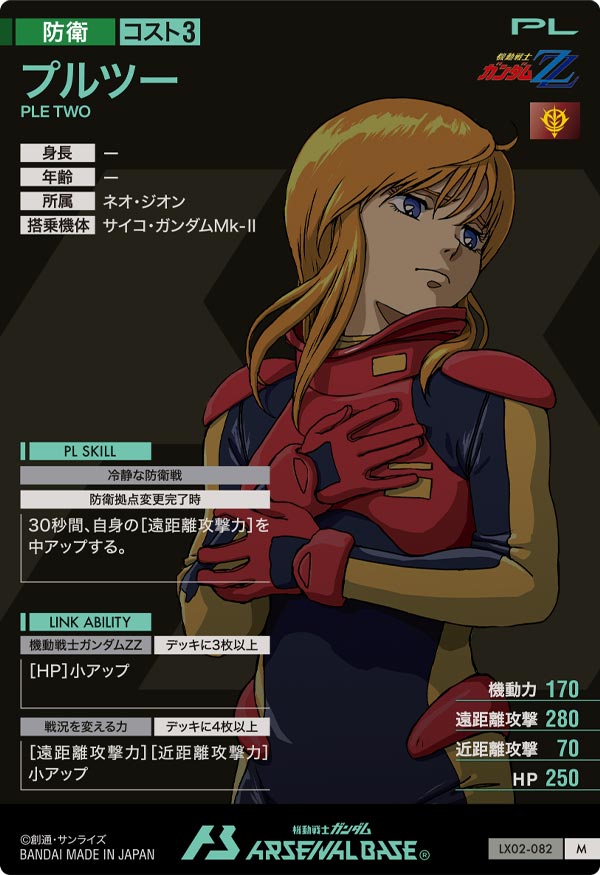 防衛 コスト3
PL
プルツー
PLE TWO
機動戦士
ガンダムZZ
身長 ー
年齢 ー
所属 ネオ・ジオン
搭乗機体 サイコ・ガンダムMk-II
PL SKILL
冷静な防衛戦
防衛拠点変更完了時
30秒間、自身の[遠距離攻撃力]を
中アップする。
LINK ABILITY
機動戦士ガンダムZZ デッキに3枚以上
[HP]小アップ
戦況を変える力 デッキに4枚以上
[遠距離攻撃力][近距離攻撃力]
小アップ
機動力 170
遠距離攻撃 280
近距離攻撃 70
HP 250
©創通・サンライズ
BANDAI MADE IN JAPAN
機動戦士ガンダム
ARSENAL BASE®
LX02-082 M